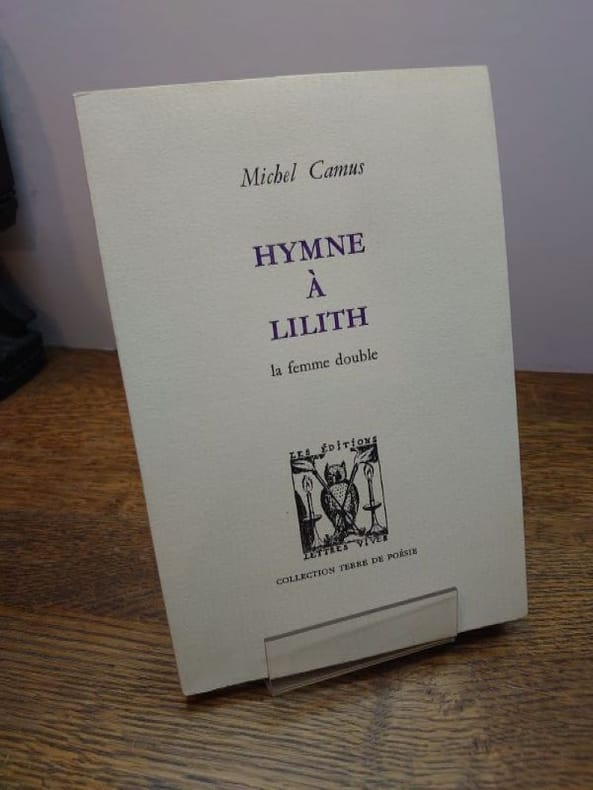 Michel Camus
HYMNE
À
LILITH
la femme double
LES ÉDITIONS
LETTRES VIVES
COLLECTION TERRE DE POÉSIE